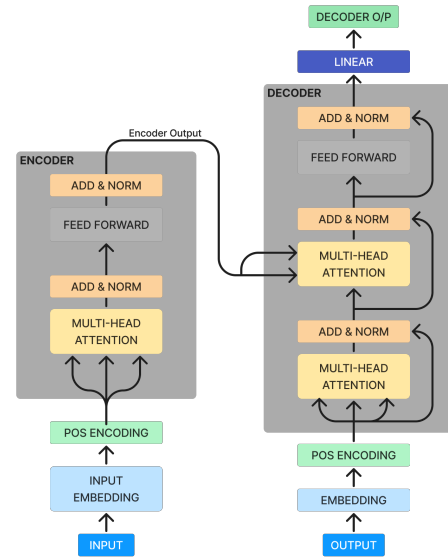 DECODER O/P
LINEAR
DECODER
ADD & NORM
FEED FORWARD
ADD & NORM
MULTI-HEAD
ATTENTION
ADD & NORM
MULTI-HEAD
ATTENTION
POS ENCODING
EMBEDDING
OUTPUT
Encoder Output
ENCODER
ADD & NORM
FEED FORWARD
ADD & NORM
MULTI-HEAD
ATTENTION
POS ENCODING
INPUT
EMBEDDING
INPUT